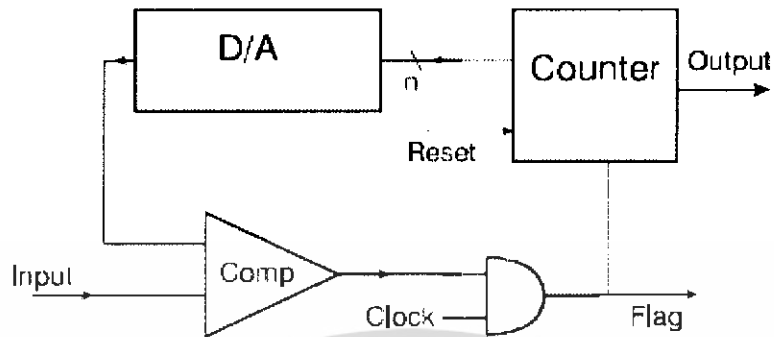 D/A
n
Counter
Output
Reset
Input
Comp
Clock
Flag